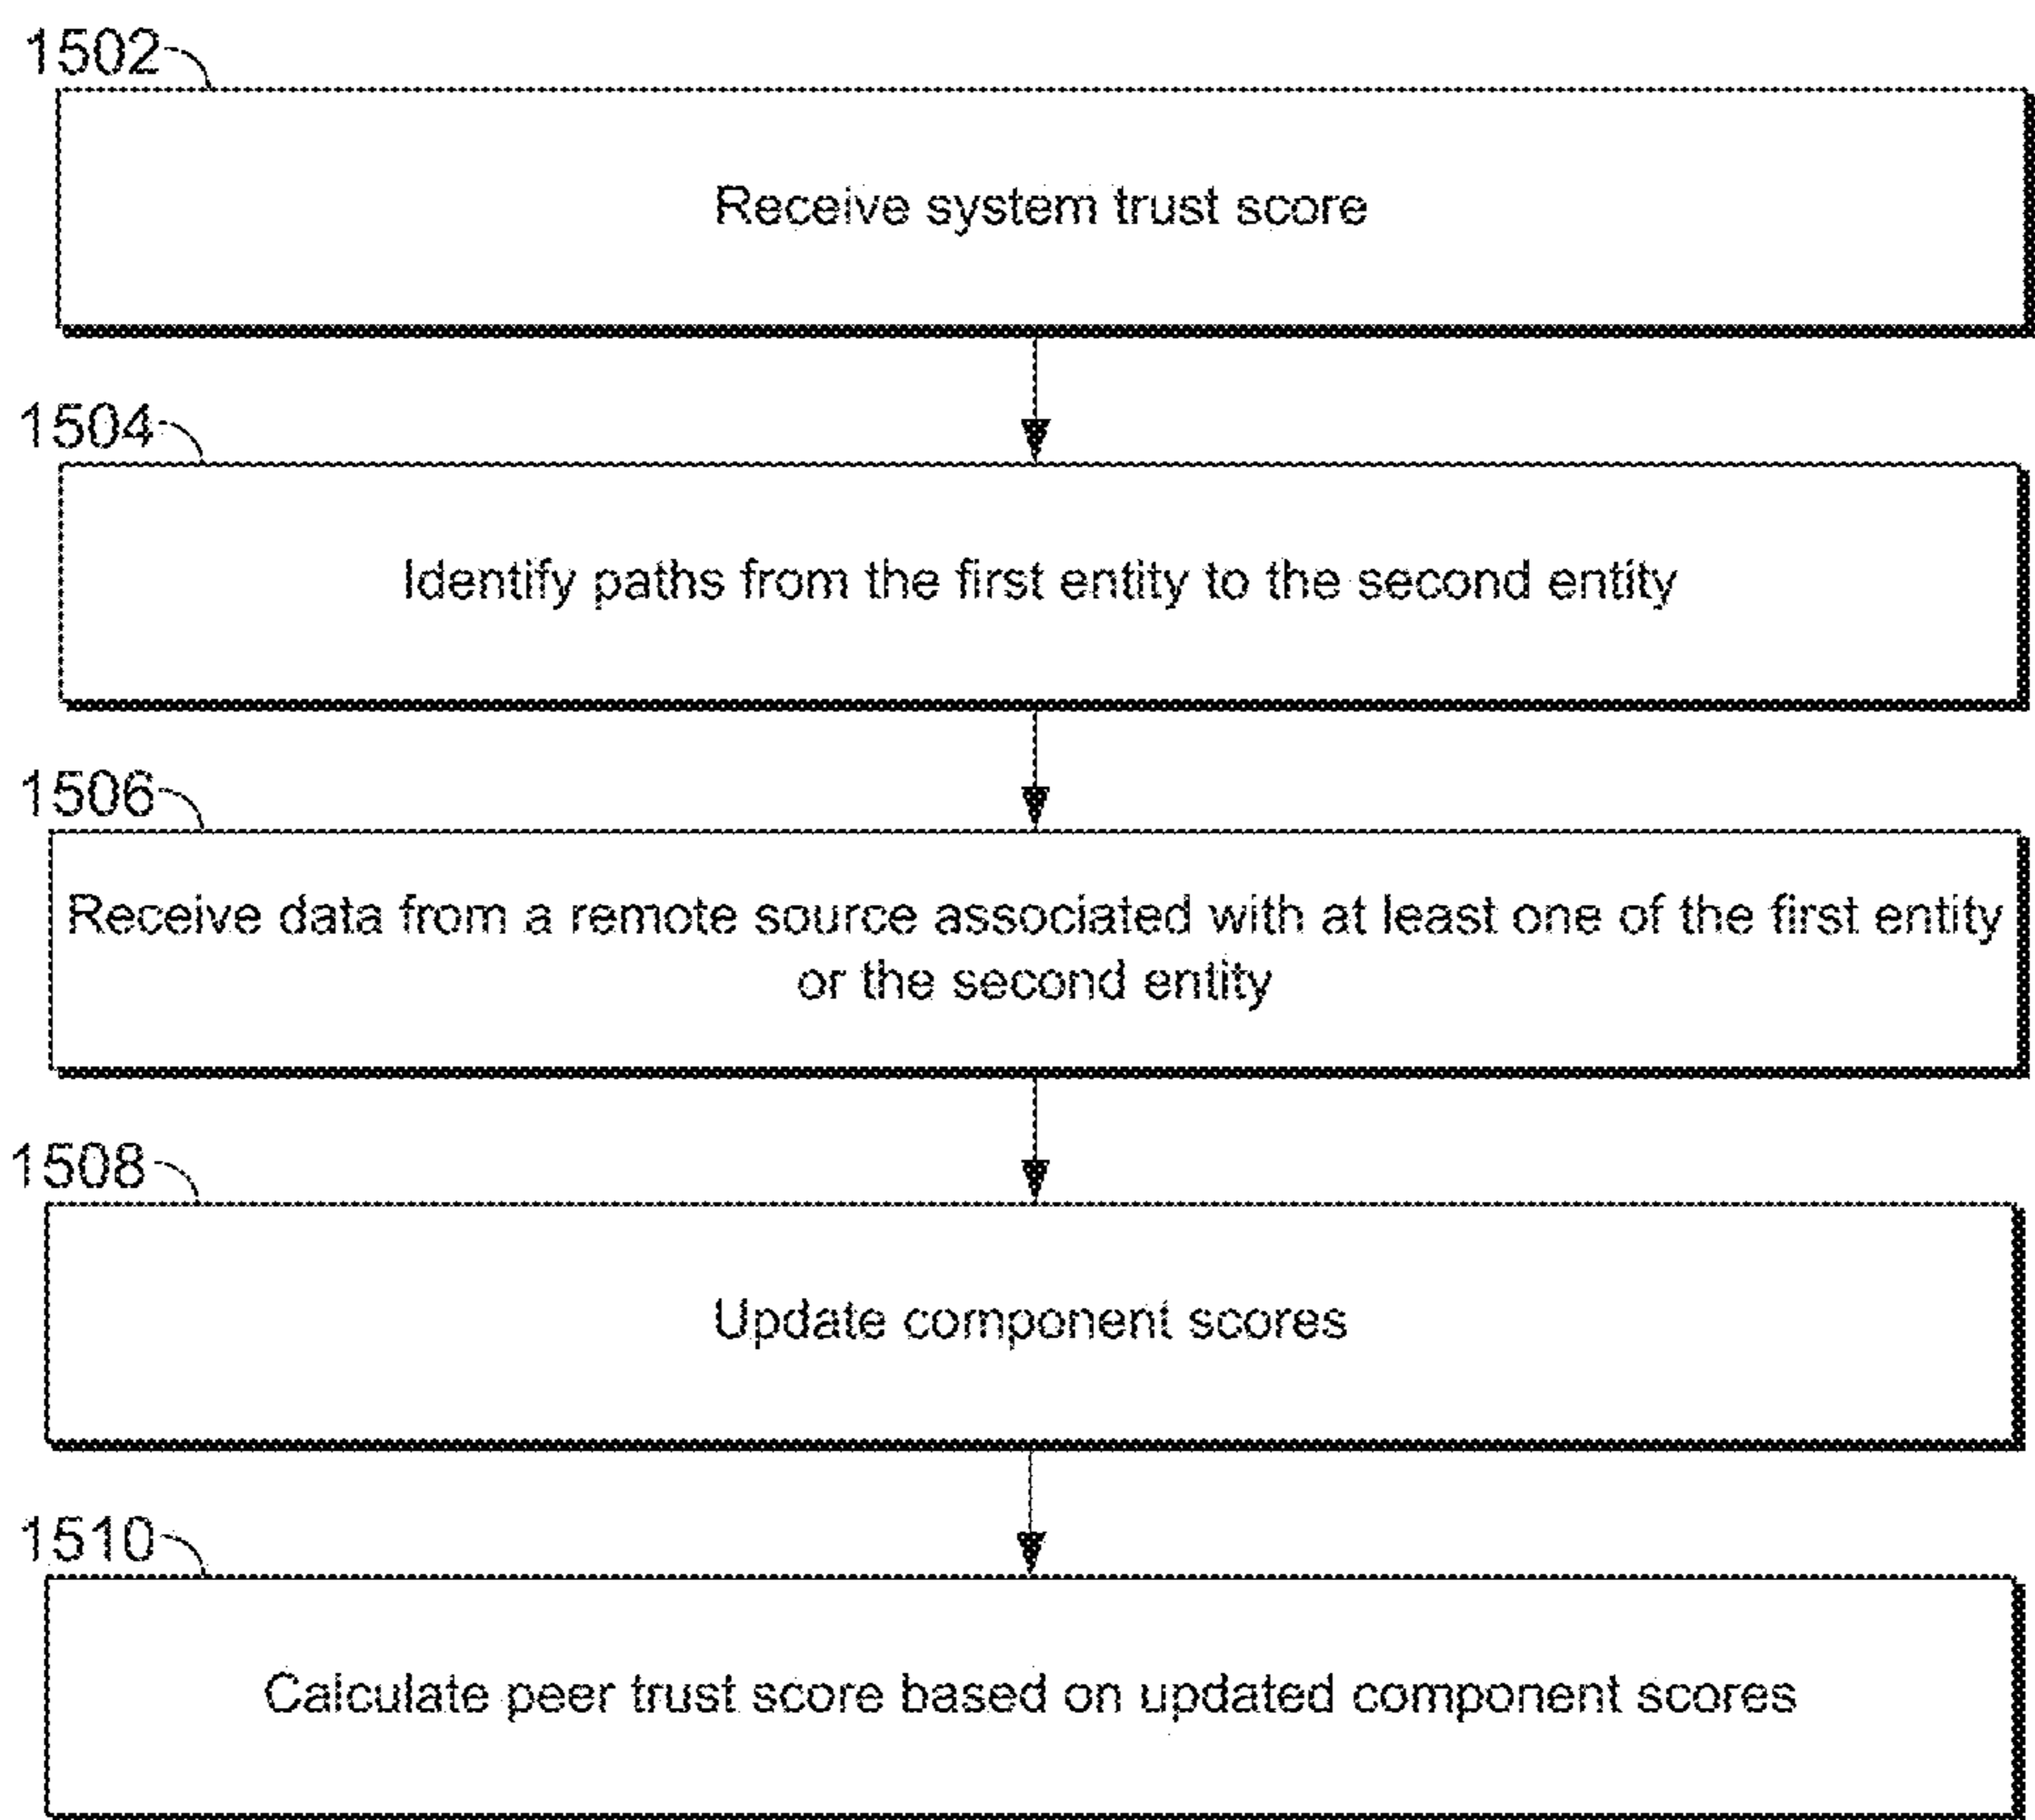 1502
Receive system trust score
1504
Identify paths from the first entity to the second entity
1506
Receive data from a remote source associated with at least one of the first entity
or the second entity
1508
Update component scores
1510
Calculate peer trust score based on updated component scores